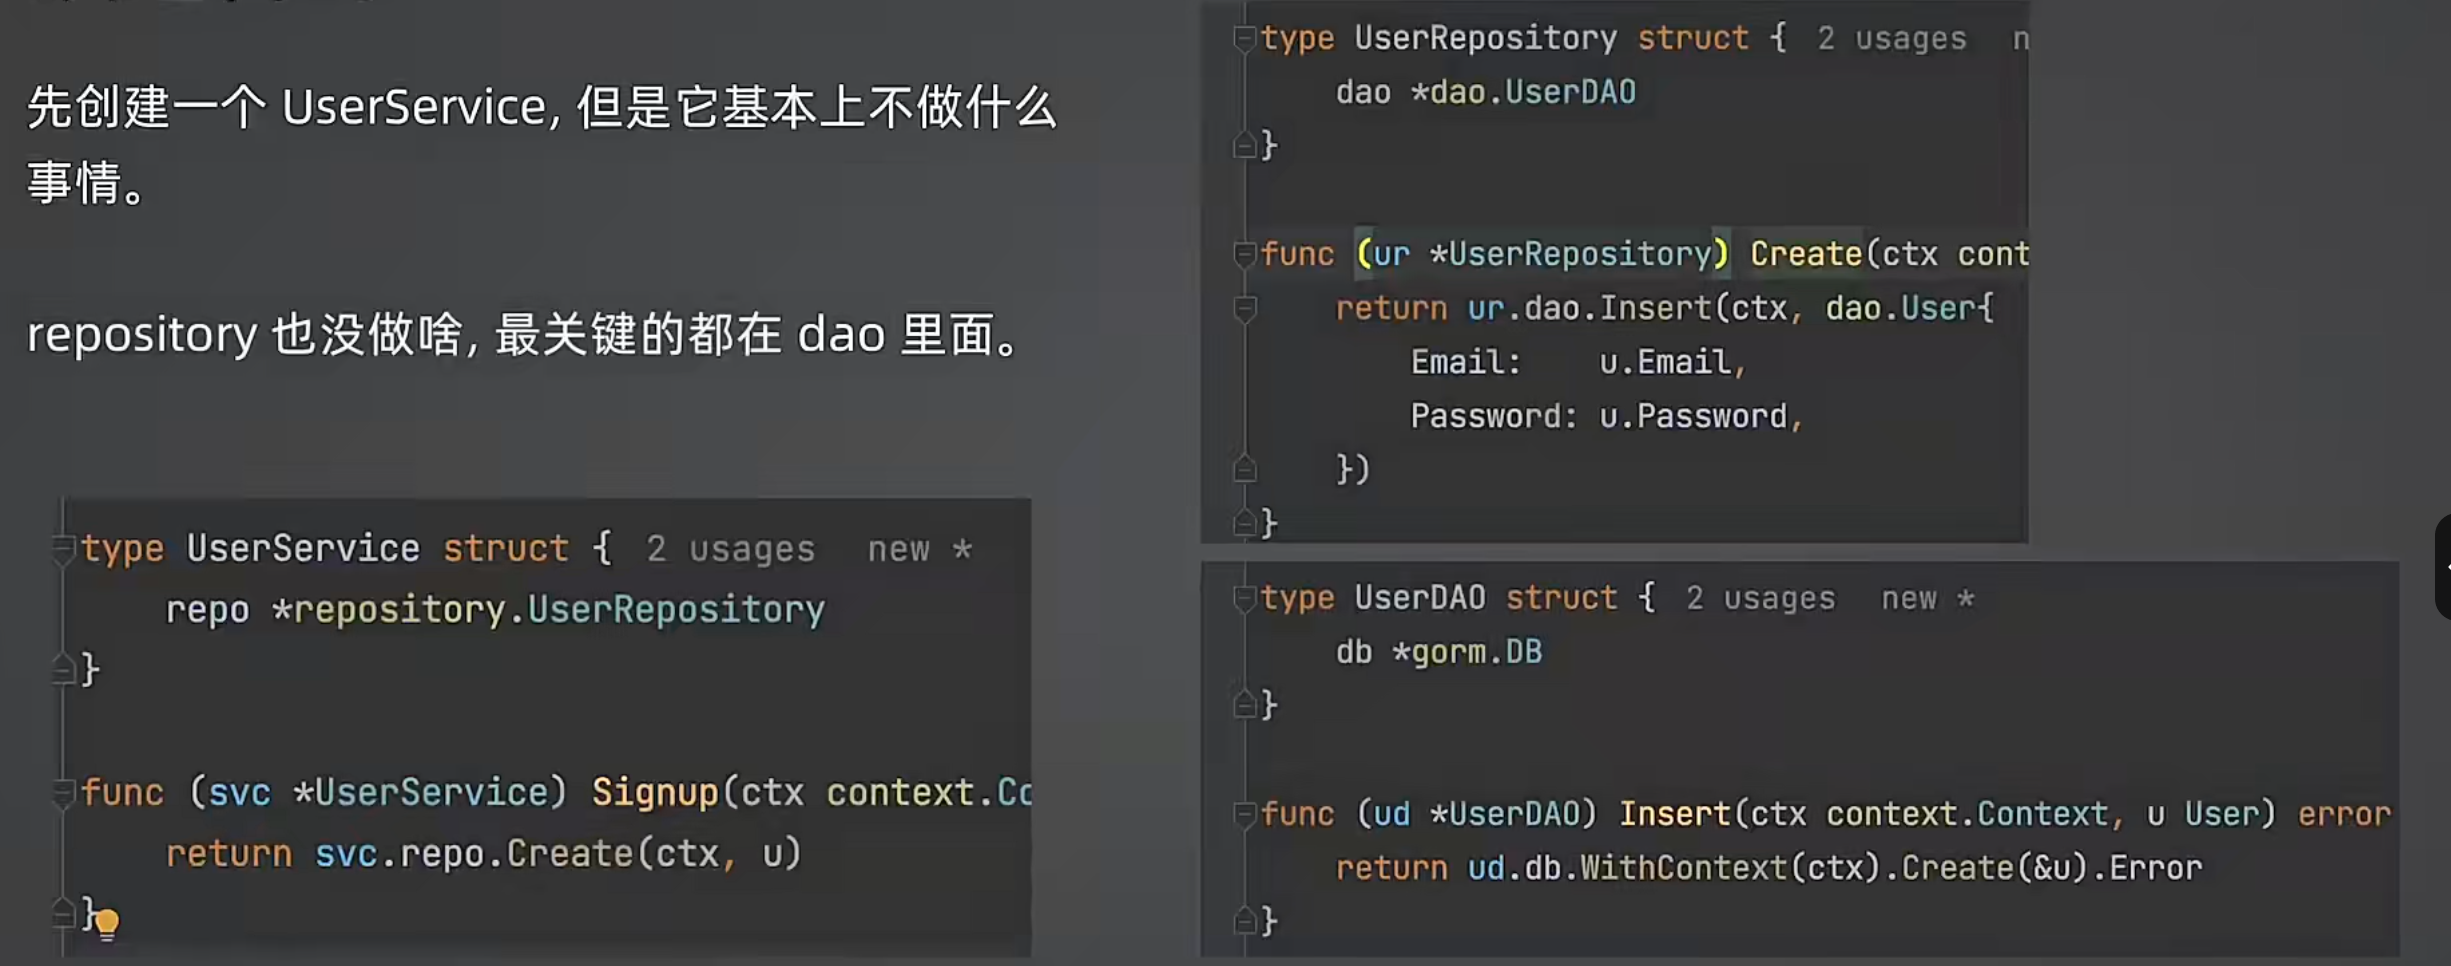 先创建一个 UserService, 但是它基本上不做什么
事情。
repository 也没做啥, 最关键的都在 dao 里面。
type UserService struct { 2 usages new *
repo *repository.UserRepository
}
func (svc *UserService) Signup(ctx context.Co
return svc.repo.Create(ctx, u)
}
type UserRepository struct { 2 usages n
dao *dao.UserDAO
}
func (ur *UserRepository) Create(ctx cont
return ur.dao.Insert(ctx, dao.User{
Email: u.Email,
Password: u.Password,
})
}
type UserDAO struct { 2 usages new *
db *gorm.DB
}
func (ud *UserDAO) Insert(ctx context.Context, u User) error
return ud.db.WithContext(ctx).Create(&u).Error
}